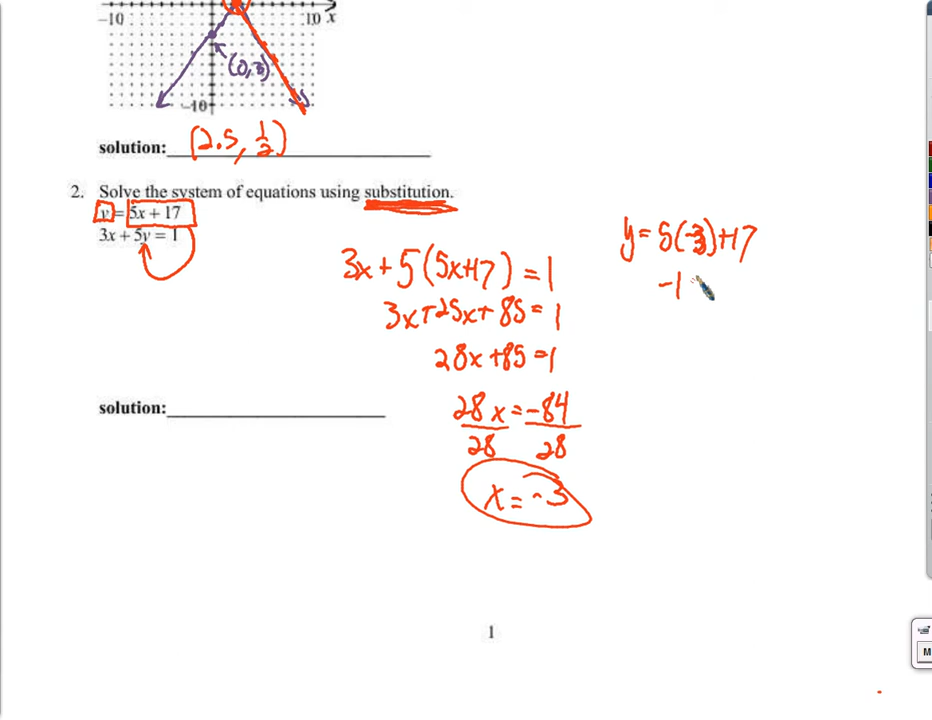 -10
10 x
(0,
-10
solution: (2.5, 1/2)
2. Solve the system of equations using substitution.
y = 5x + 17
3x + 5y = 1
3x + 5(5x+17) = 1
3x+25x+85=1
28x+85=1
28x=-84
28 28
x=-3
y=5(-3)+17
-1
solution:
1
M